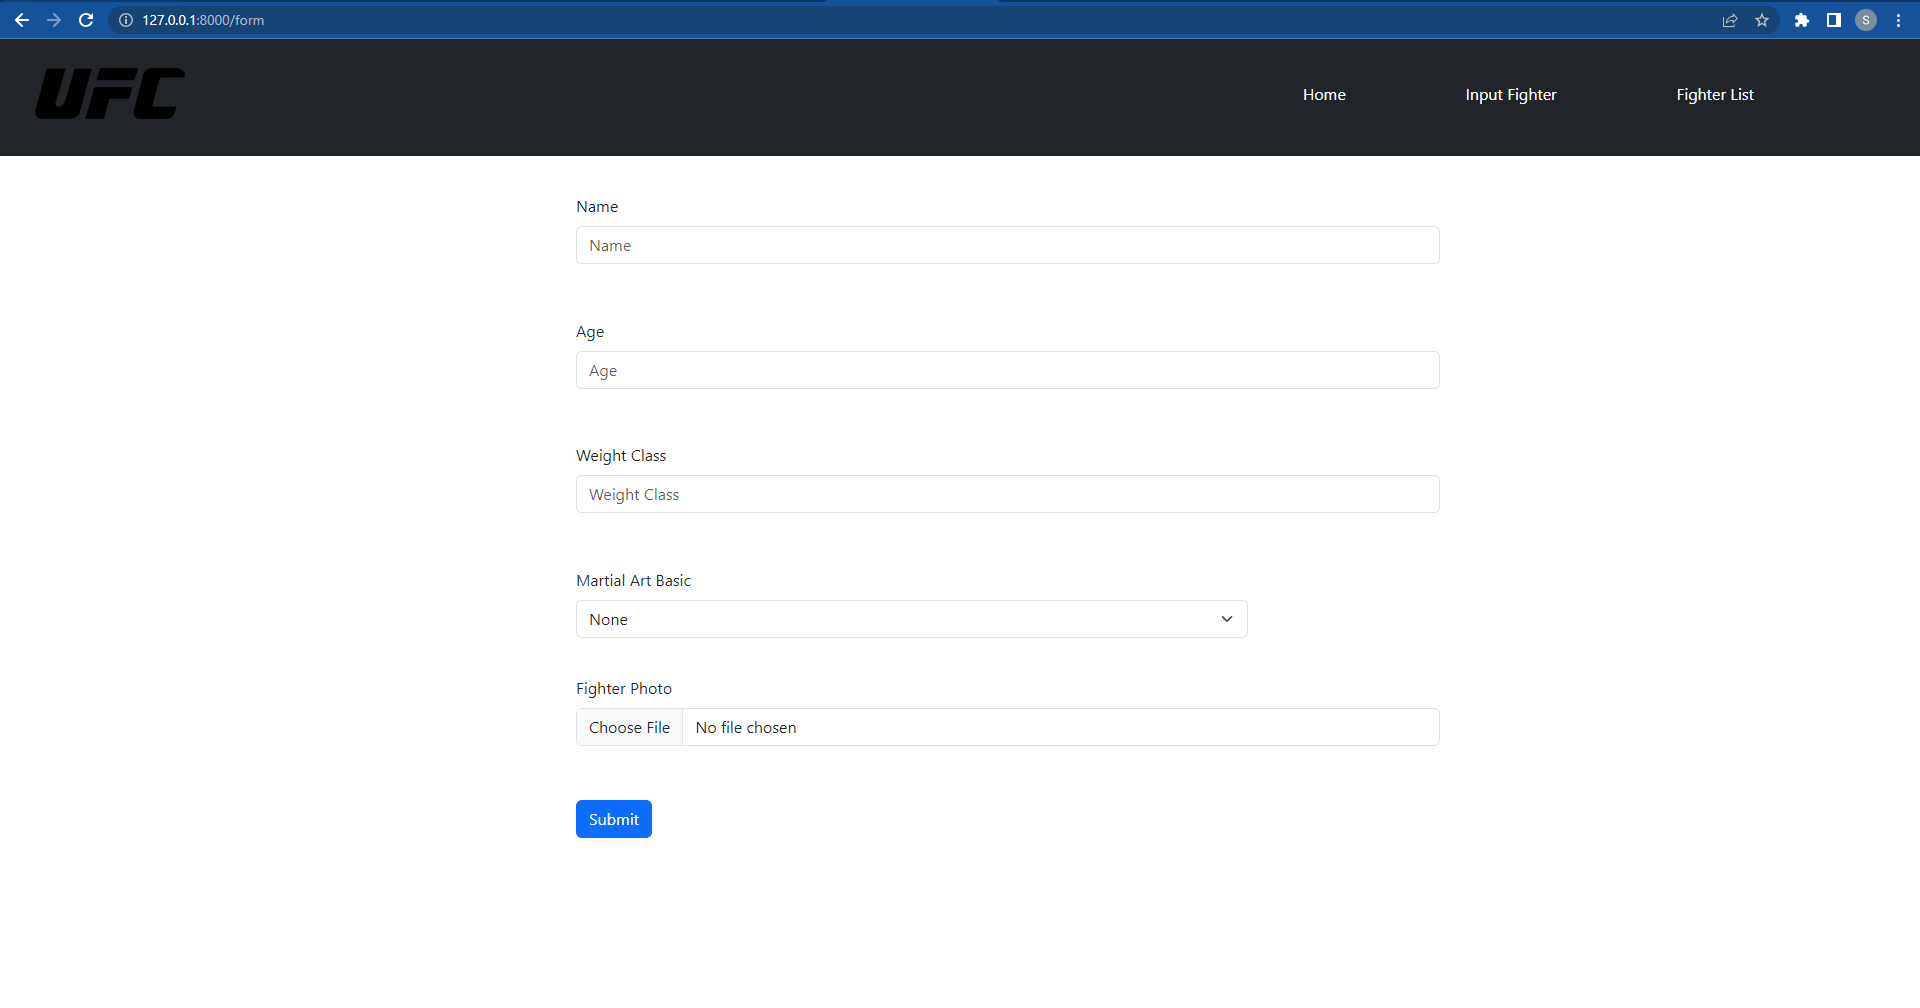 127.0.0.1:8000/form
S
UFC
Home
Input Fighter
Fighter List
Name
Name
Age
Age
Weight Class
Weight Class
Martial Art Basic
None
Fighter Photo
Choose File No file chosen
Submit